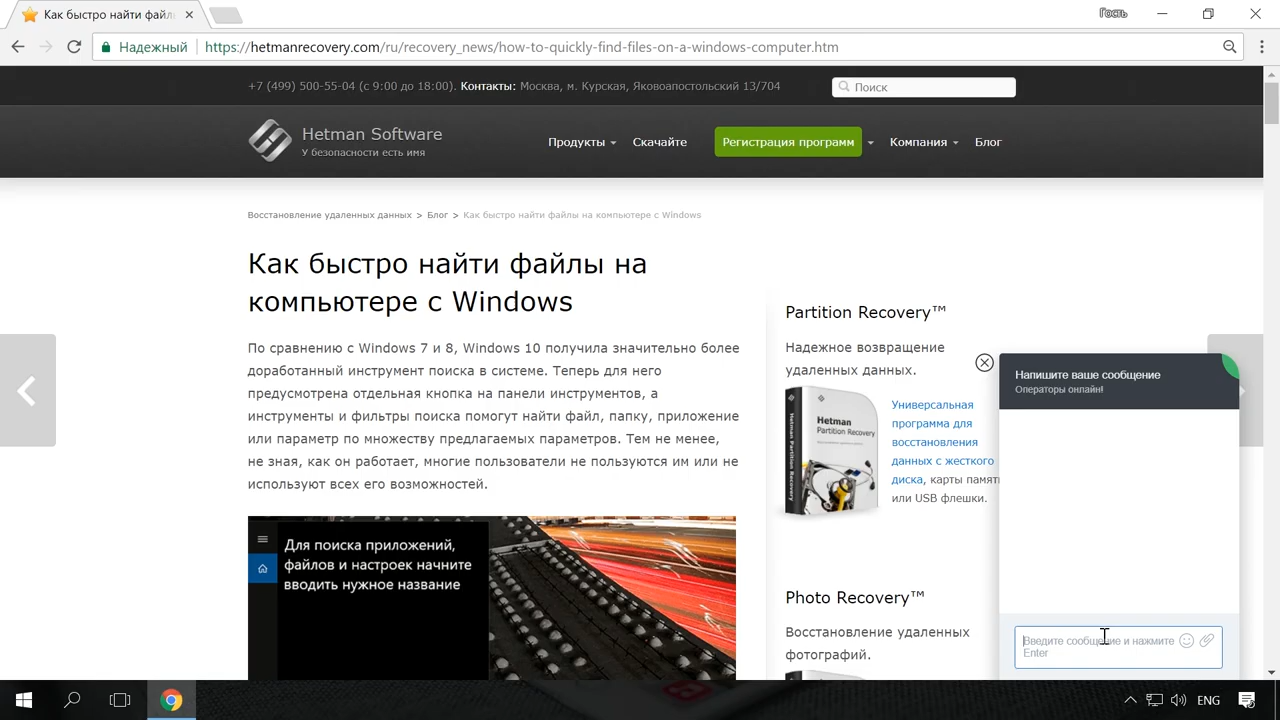 Как быстро найти файл
Гость
Надежный
https://hetmanrecovery.com/ru/recovery_news/how-to-quickly-find-files-on-a-windows-computer.htm
+7 (499) 500-55-04 (с 9:00 до 18:00). Контакты: Москва, м. Курская, Яковоапостольский 13/704
Поиск
Hetman Software
У безопасности есть имя
Продукты
Скачайте
Регистрация программ
Компания
Блог
Восстановление удаленных данных > Блог > Как быстро найти файлы на компьютере с Windows
Как быстро найти файлы на
компьютере с Windows
По сравнению с Windows 7 и 8, Windows 10 получила значительно более
доработанный инструмент поиска в системе. Теперь для него
предусмотрена отдельная кнопка на панели инструментов, а
инструменты и фильтры поиска помогут найти файл, папку, приложение
или параметр по множеству предлагаемых параметров. Тем не менее,
не зная, как он работает, многие пользователи не пользуются им или не
используют всех его возможностей.
Для поиска приложений,
файлов и настроек начните
вводить нужное название
Partition Recovery™
Надежное возвращение
удаленных данных.
Hetman
Partition Recovery
Hetman Partition Recovery
Универсальная
программа для
восстановления
данных с жесткого
диска, карты памят
или USB флешки.
Photo Recovery™
Восстановление удаленных
фотографий.
Напишите ваше сообщение
Операторы онлайн!
Введите сообщение и нажмите
Enter
ENG